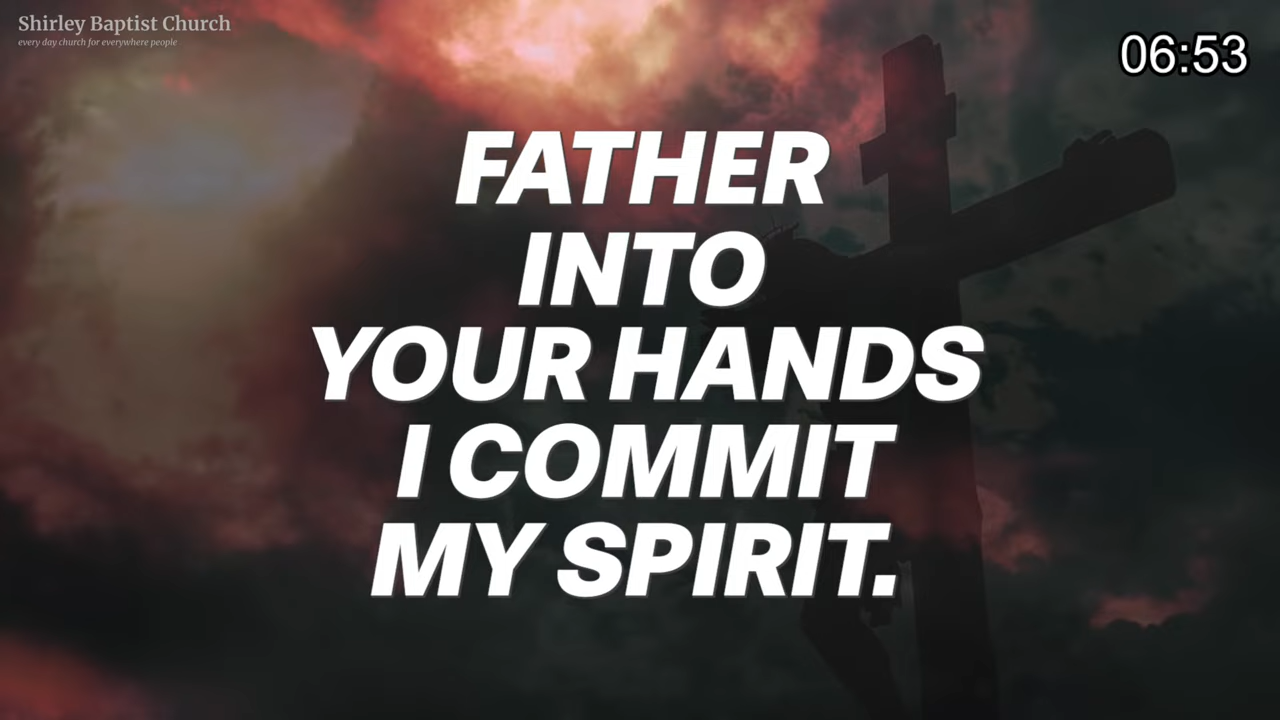 Shirley Baptist Church
every day church for everywhere people
06:53
FATHER
INTO
YOUR HANDS
I COMMIT
MY SPIRIT.